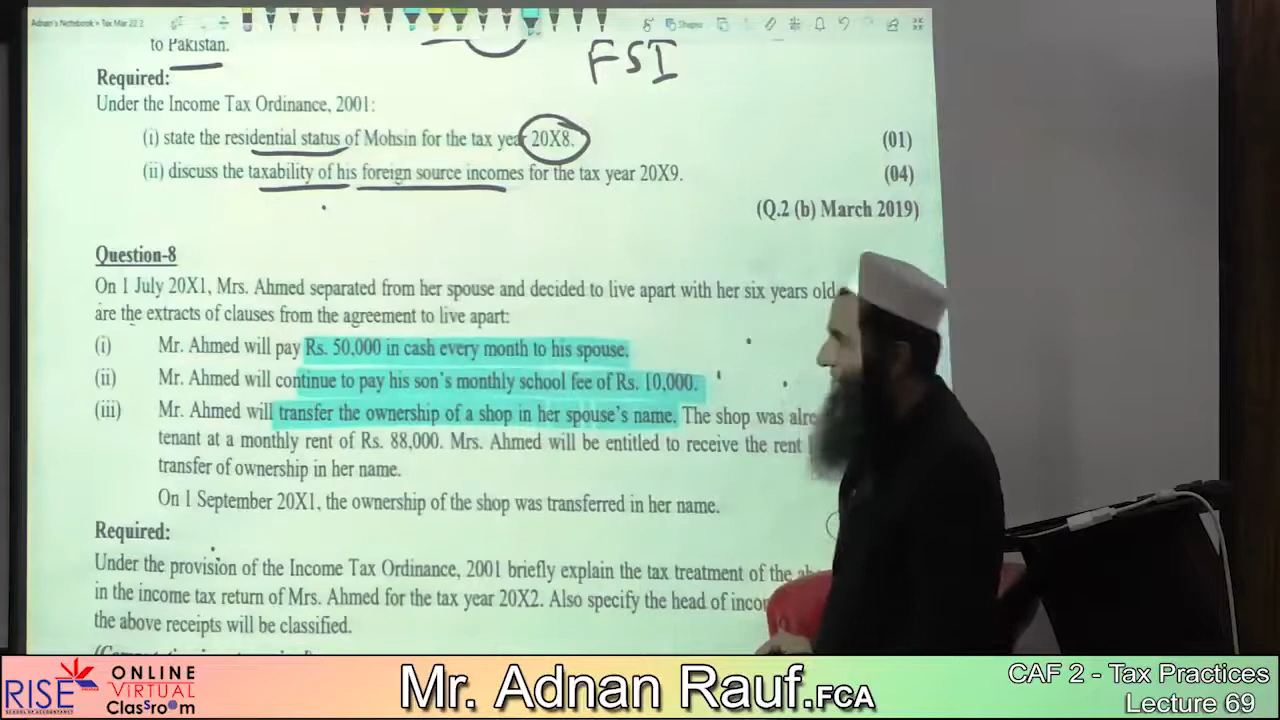 Adnan's Notebook > Tax Mar 22 2
Shapes
to Pakistan.
FSI
Required:
Under the Income Tax Ordinance, 2001:
(i) state the residential status of Mohsin for the tax year 20X8. (01)
(ii) discuss the taxability of his foreign source incomes for the tax year 20X9. (04)
(Q.2 (b) March 2019)
Question-8
On 1 July 20X1, Mrs. Ahmed separated from her spouse and decided to live apart with her six years old
are the extracts of clauses from the agreement to live apart:
(i) Mr. Ahmed will pay Rs. 50,000 in cash every month to his spouse.
(ii) Mr. Ahmed will continue to pay his son's monthly school fee of Rs. 10,000.
(iii) Mr. Ahmed will transfer the ownership of a shop in her spouse's name. The shop was
tenant at a monthly rent of Rs. 88,000. Mrs. Ahmed will be entitled to receive the rent
transfer of ownership in her name.
On 1 September 20X1, the ownership of the shop was transferred in her name.
Required:
Under the provision of the Income Tax Ordinance, 2001 briefly explain the tax treatment of the
in the income tax return of Mrs. Ahmed for the tax year 20X2. Also specify the head of
the above receipts will be classified.
RISE
SCHOOL OF ACCOUNTANCY
ONLINE
VIRTUAL
Classroom
Mr. Adnan Rauf.FCA
CAF 2 - Tax Practices
Lecture 69